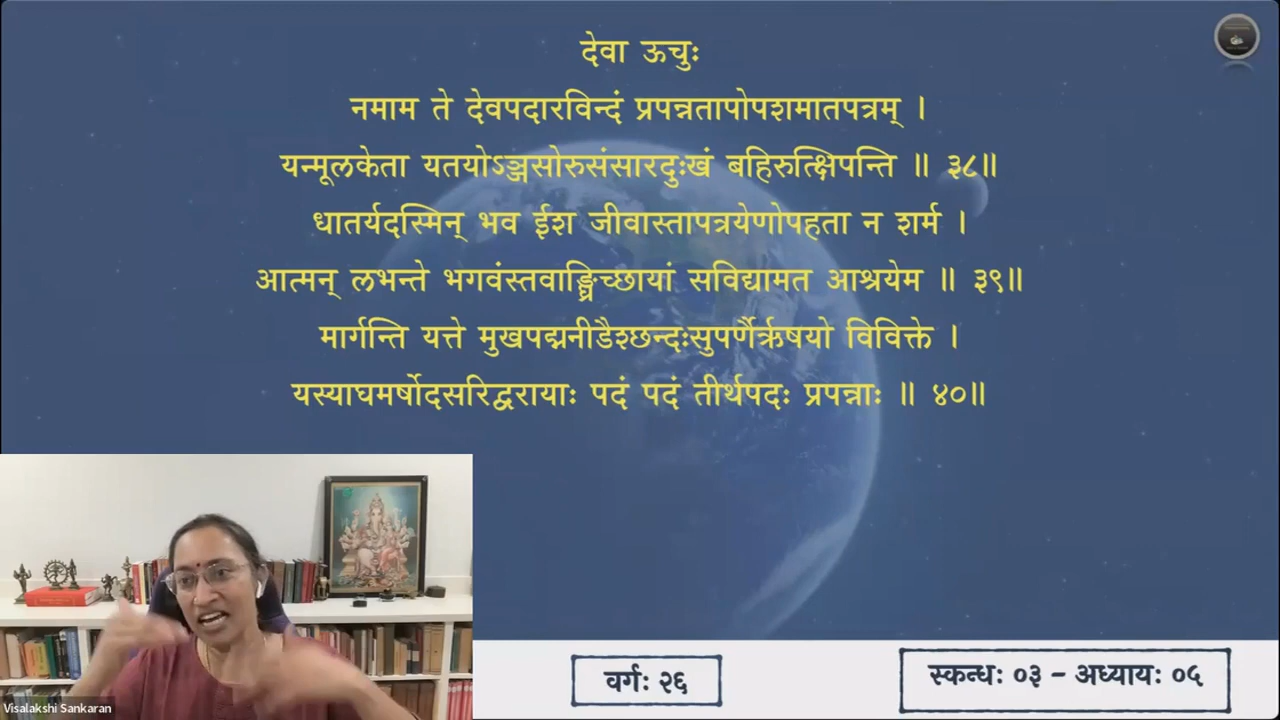 देवा ऊचुः
नमाम ते देवपदारविन्दं प्रपन्नतापोपशमातपत्रम् ।
यन्मूलकेता यतयोऽञ्जसोरुसंसारदुःखं बहिरुत्क्षिपन्ति ॥ ३८॥
धातर्यदस्मिन् भव ईश जीवास्तापत्रयेणोपहता न शर्म ।
आत्मन् लभन्ते भगवंस्तवाङ्घ्रिच्छायां सविद्यामत आश्रयेम ॥ ३९॥
मार्गन्ति यत्ते मुखपद्मनीडैश्छन्दःसुपर्णैरृषयो विविक्ते ।
यस्याघमर्षोदसरिद्वरायाः पदं पदं तीर्थपदः प्रपन्नाः ॥ ४०॥
Visalakshi Sankaran
वर्गः २६
स्कन्धः ०३ - अध्यायः ०५